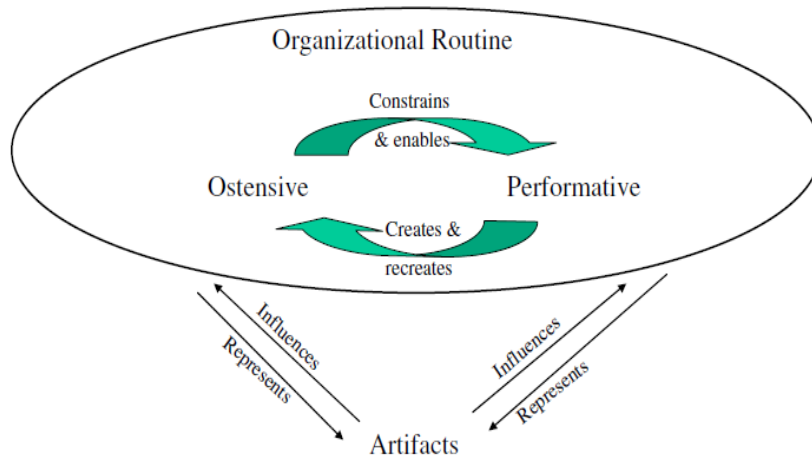 Organizational Routine
Constrains
& enables
Ostensive
Performative
Creates &
recreates
Influences
Represents
Influences
Represents
Artifacts